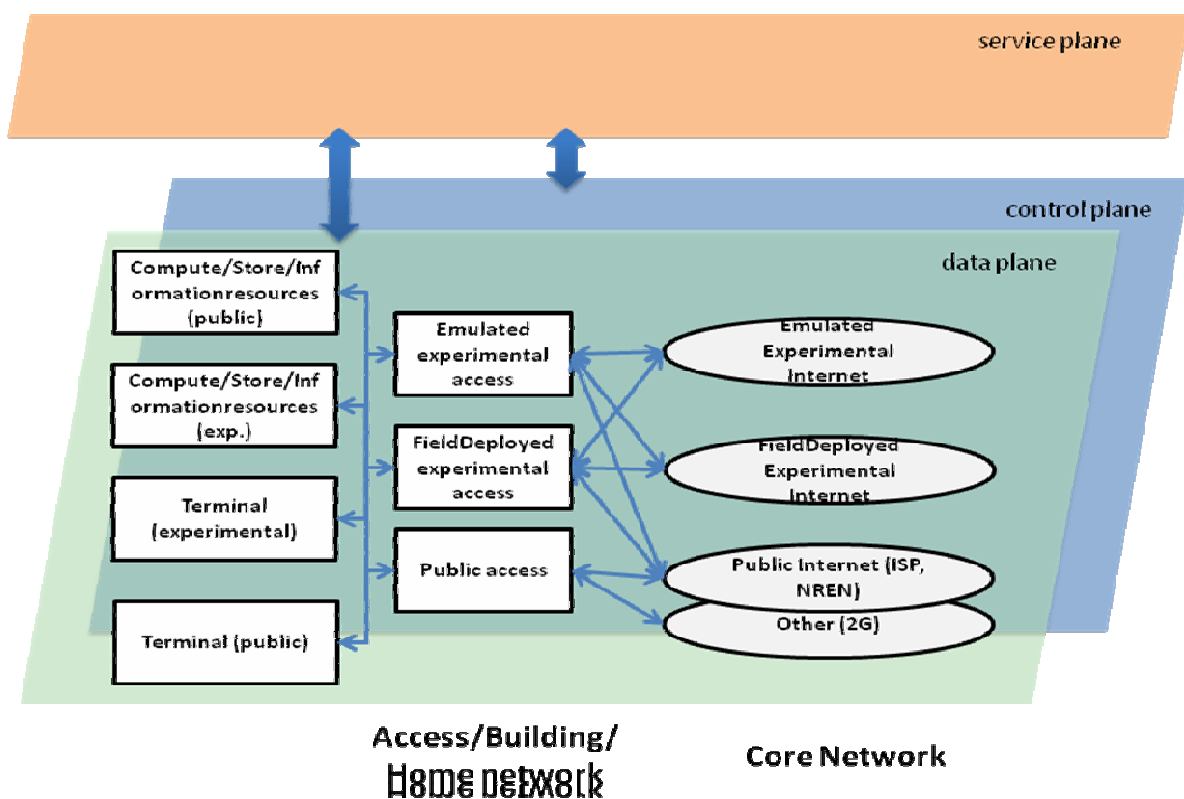 service plane
control plane
data plane
Compute/Store/Inf
ormationresources
(public)
Compute/Store/Inf
ormationresources
(exp.)
Terminal
(experimental)
Terminal (public)
Emulated
experimental
access
FieldDeployed
experimental
access
Public access
Emulated
Experimental
Internet
FieldDeployed
Experimental
Internet
Public Internet (ISP,
NREN)
Other (2G)
Access/Building/
Home network
Core Network